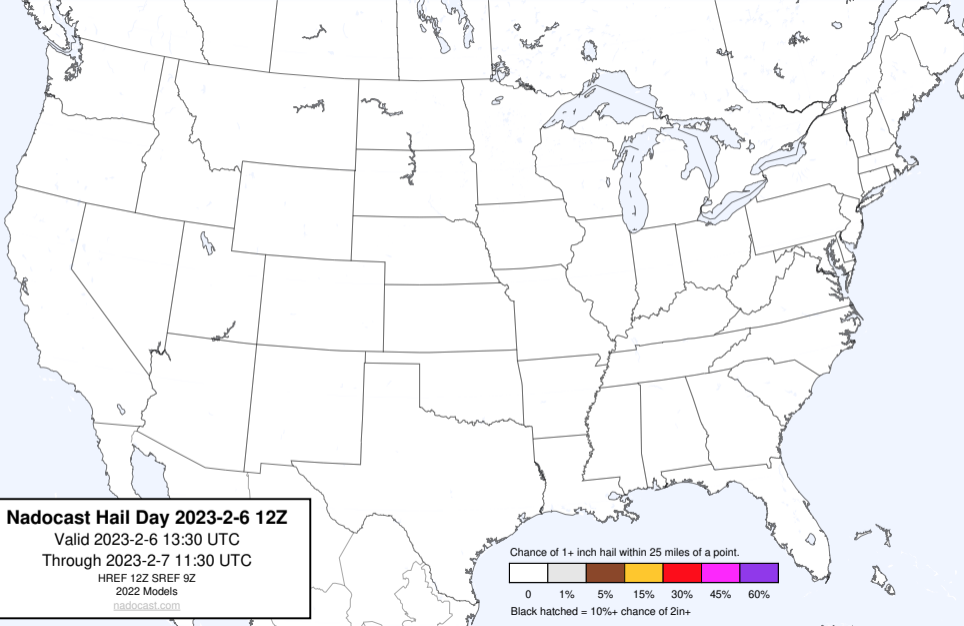 Nadocast Hail Day 2023-2-6 12Z
Valid 2023-2-6 13:30 UTC
Through 2023-2-7 11:30 UTC
HREF 12Z SREF 9Z
2022 Models
nadocast.com
Chance of 1+ inch hail within 25 miles of a point.
0 1% 5% 15% 30% 45% 60%
Black hatched = 10%+ chance of 2in+